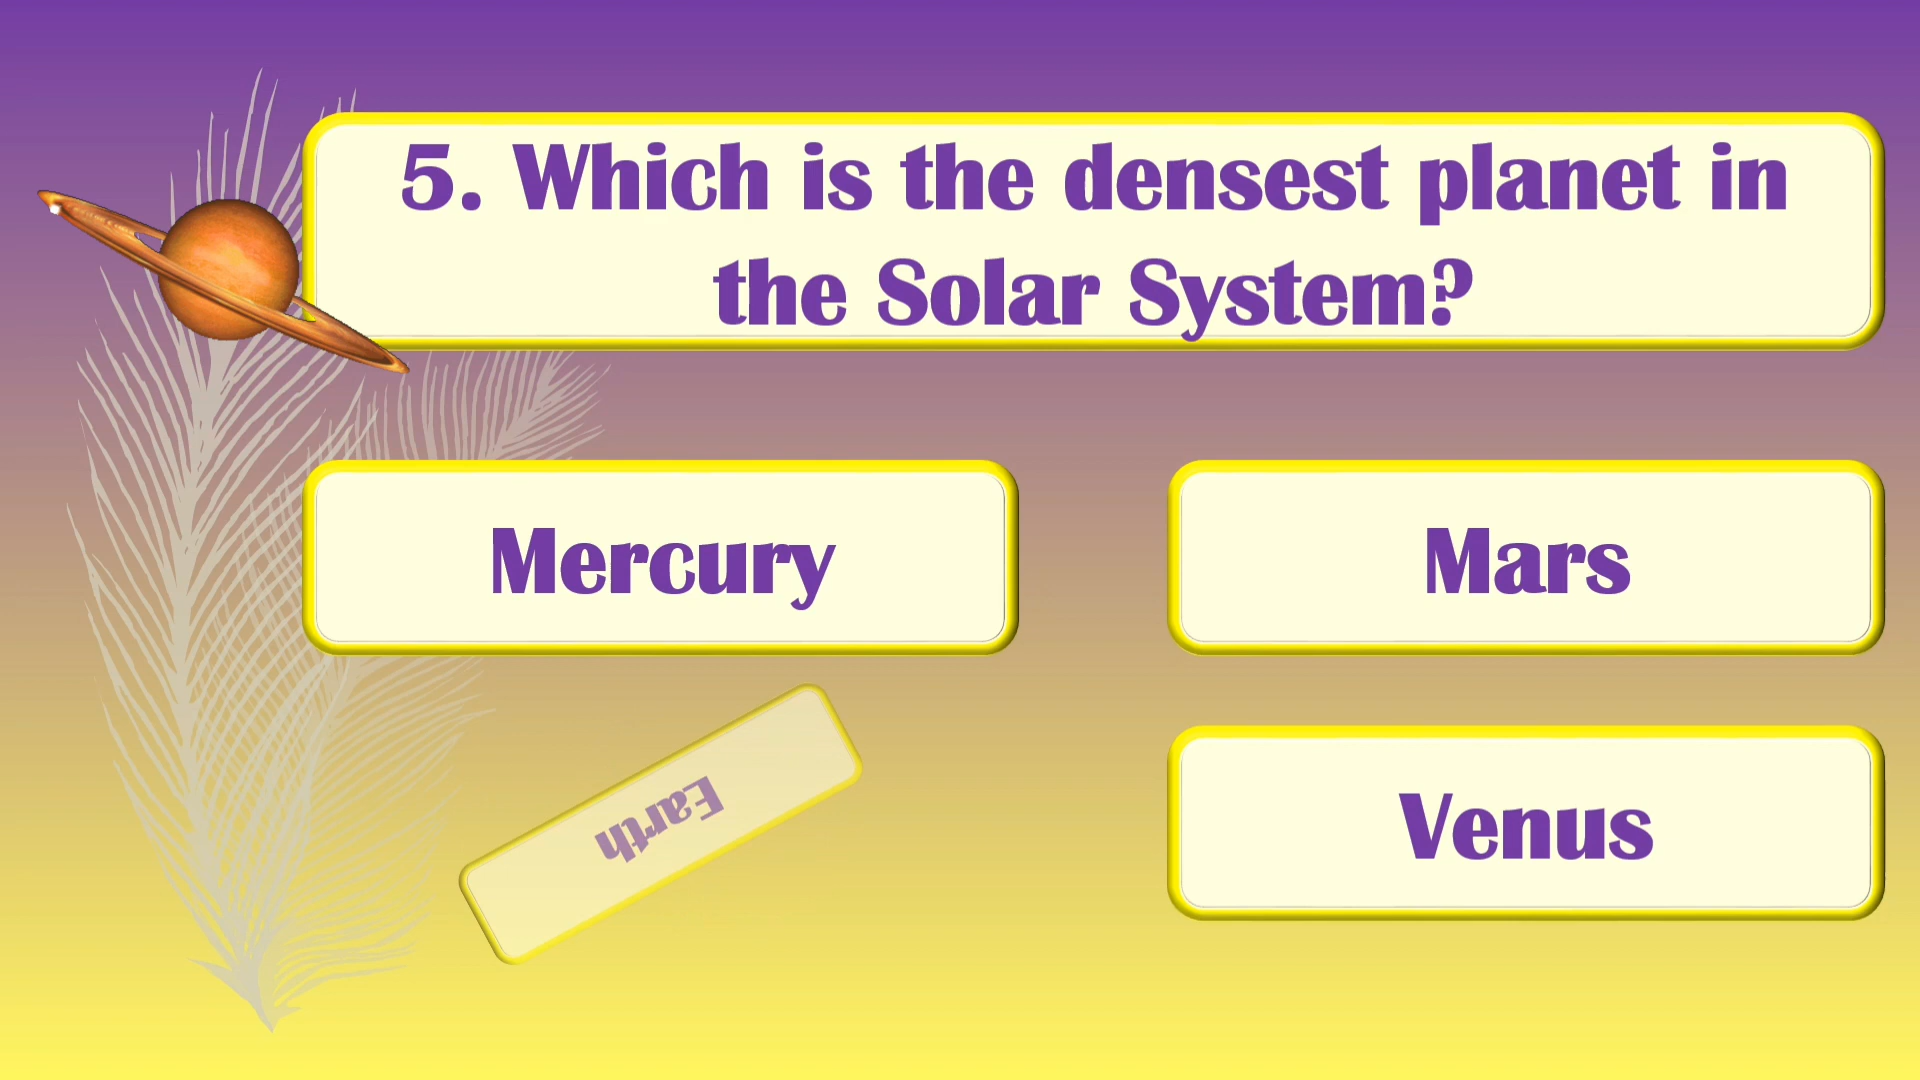 5. Which is the densest planet in
the Solar System?
Mercury
Mars
Earth
Venus